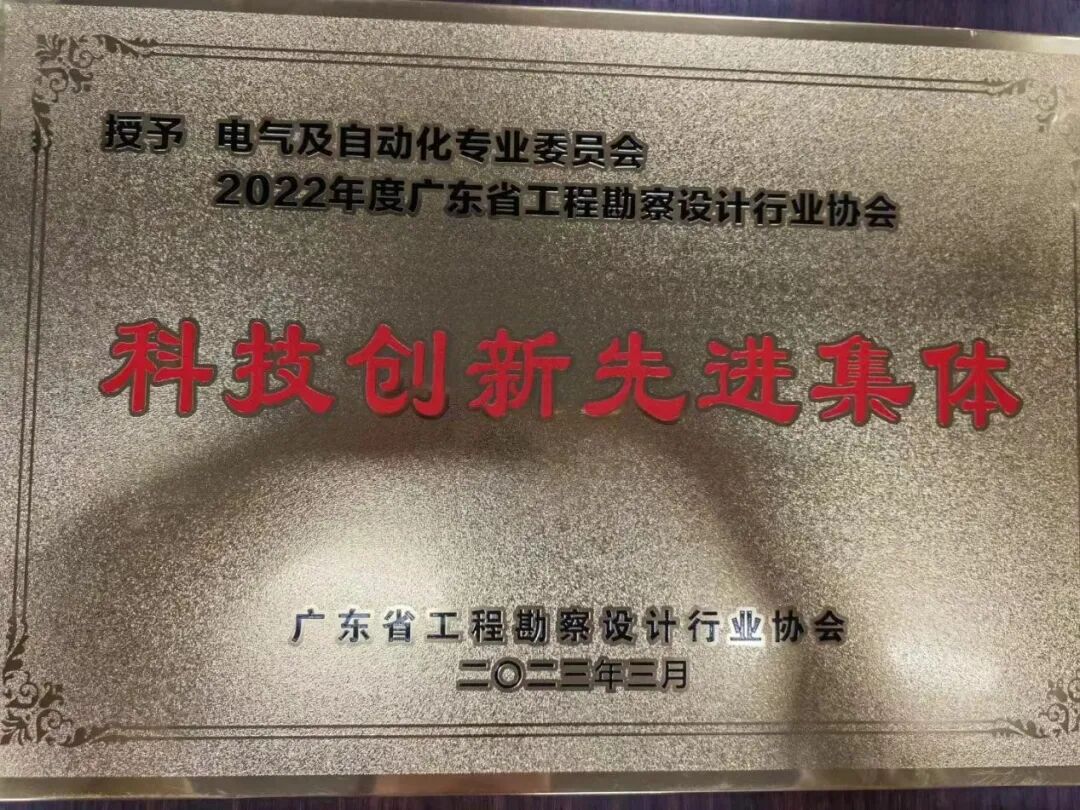 授予 电气及自动化专业委员会
2022年度广东省工程勘察设计行业协会
科技创新先进集体
广东省工程勘察设计行业协会
二〇二三年三月